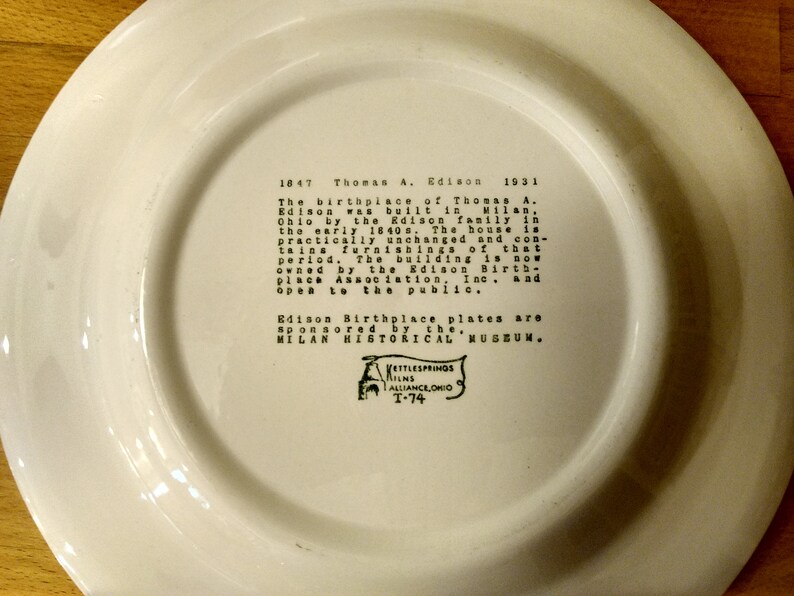 1847 Thomas A. Edison 1931
The birthplace of Thomas A.
Edison was built in Milan,
Ohio by the Edison family in
the early 1840s. The house is
practically unchanged and con-
tains furnishings of that
period. The building is now
owned by the Edison Birth-
place Association, Inc. and
open to the public.
Edison Birthplace plates are
sponsored by the,
MILAN HISTORICAL MUSEUM.
KETTLESPRINGS
KILNS
ALLIANCE, OHIO
T-74